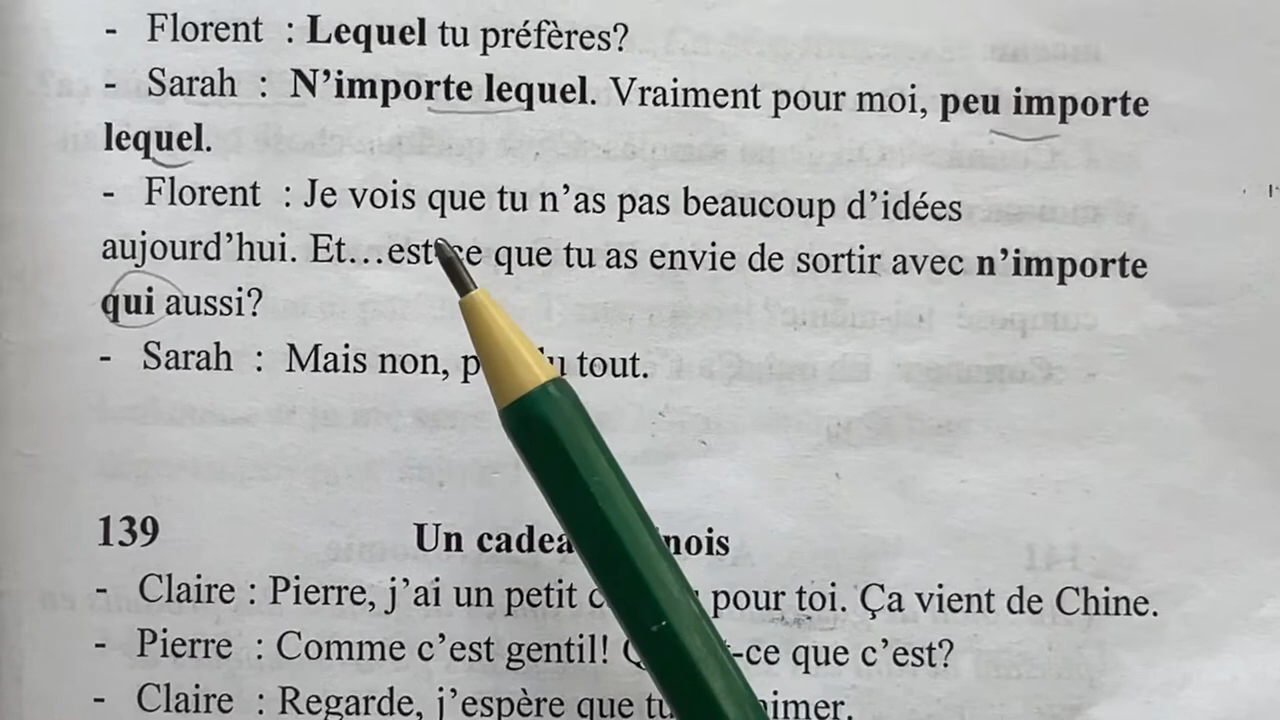 - Florent : Lequel tu préfères?
- Sarah : N'importe lequel. Vraiment pour moi, peu importe
lequel.
- Florent : Je vois que tu n'as pas beaucoup d'idées
aujourd'hui. Et…est ce que tu as envie de sortir avec n'importe
qui aussi?
- Sarah : Mais non, tout.
139 Un
- Claire : Pierre, j'ai un petit pour toi. Ça vient de Chine.
- Pierre : Comme c'est gentil! -ce que c'est?
- Claire : Regarde, j'espère que